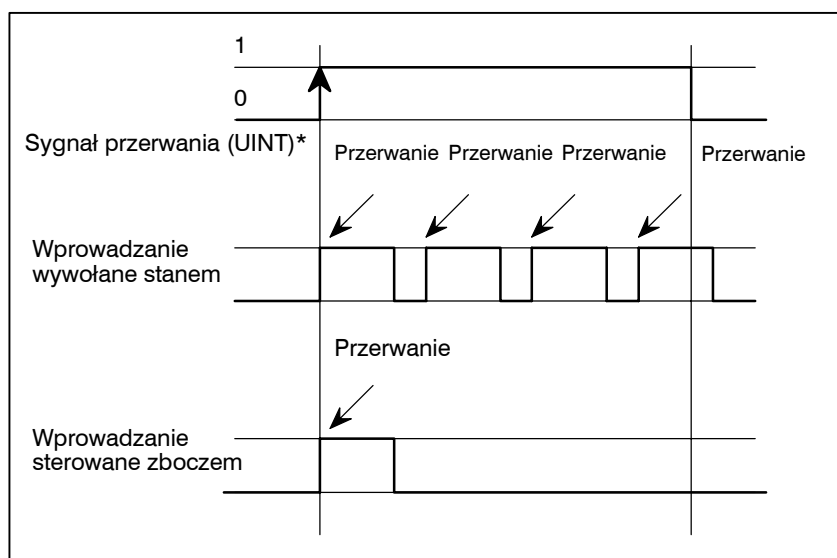 1
0
Sygnał przerwania (UINT)*
Przerwanie Przerwanie Przerwanie Przerwanie
Wprowadzanie
wywołane stanem
Przerwanie
Wprowadzanie
sterowane zboczem